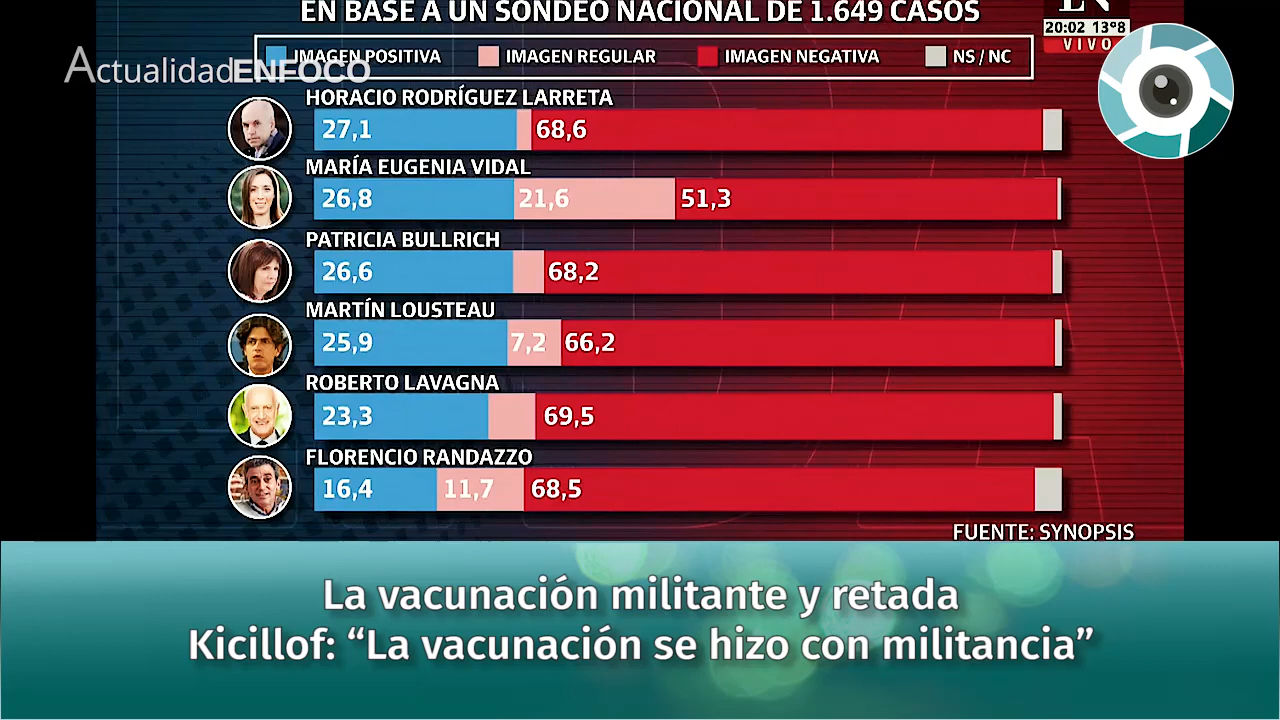 EN BASE A UN SONDEO NACIONAL DE 1.649 CASOS
20:02 13°8
VIVO
ActualidadENFOCO
IMAGEN POSITIVA IMAGEN REGULAR IMAGEN NEGATIVA NS / NC
HORACIO RODRÍGUEZ LARRETA
27,1 68,6
MARÍA EUGENIA VIDAL
26,8 21,6 51,3
PATRICIA BULLRICH
26,6 68,2
MARTÍN LOUSTEAU
25,9 7,2 66,2
ROBERTO LAVAGNA
23,3 69,5
FLORENCIO RANDAZZO
16,4 11,7 68,5
FUENTE: SYNOPSIS
La vacunación militante y retada
Kicillof: “La vacunación se hizo con militancia”